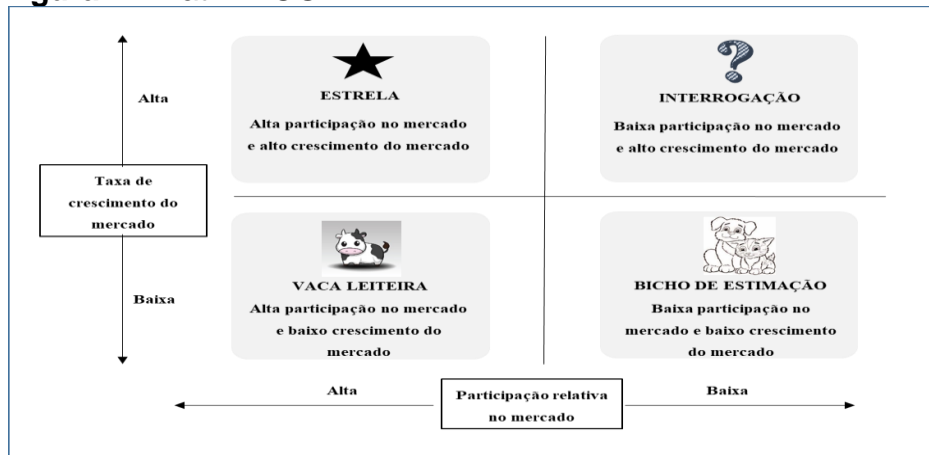 Alta
ESTRELA
Alta participação no mercado
e alto crescimento do mercado
INTERROGAÇÃO
Baixa participação no mercado
e alto crescimento do mercado
Taxa de
crescimento do
mercado
Baixa
VACA LEITEIRA
Alta participação no mercado
e baixo crescimento do
mercado
BICHO DE ESTIMAÇÃO
Baixa participação no
mercado e baixo crescimento
do mercado
Alta
Participação relativa
no mercado
Baixa